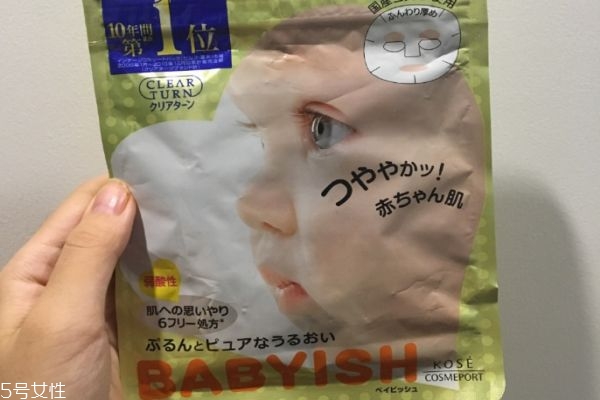 10年間
第1位
国産
使用
ふんわり厚め
CLEAR
TURN
クリアターン
つややかッ!
赤ちゃん肌
弱酸性
肌への思いやり
6フリー処方*
ぷるんとピュアなうるおい
BABYISH
ベイビッシュ
KOSÉ
COSMEPORT
5号女性